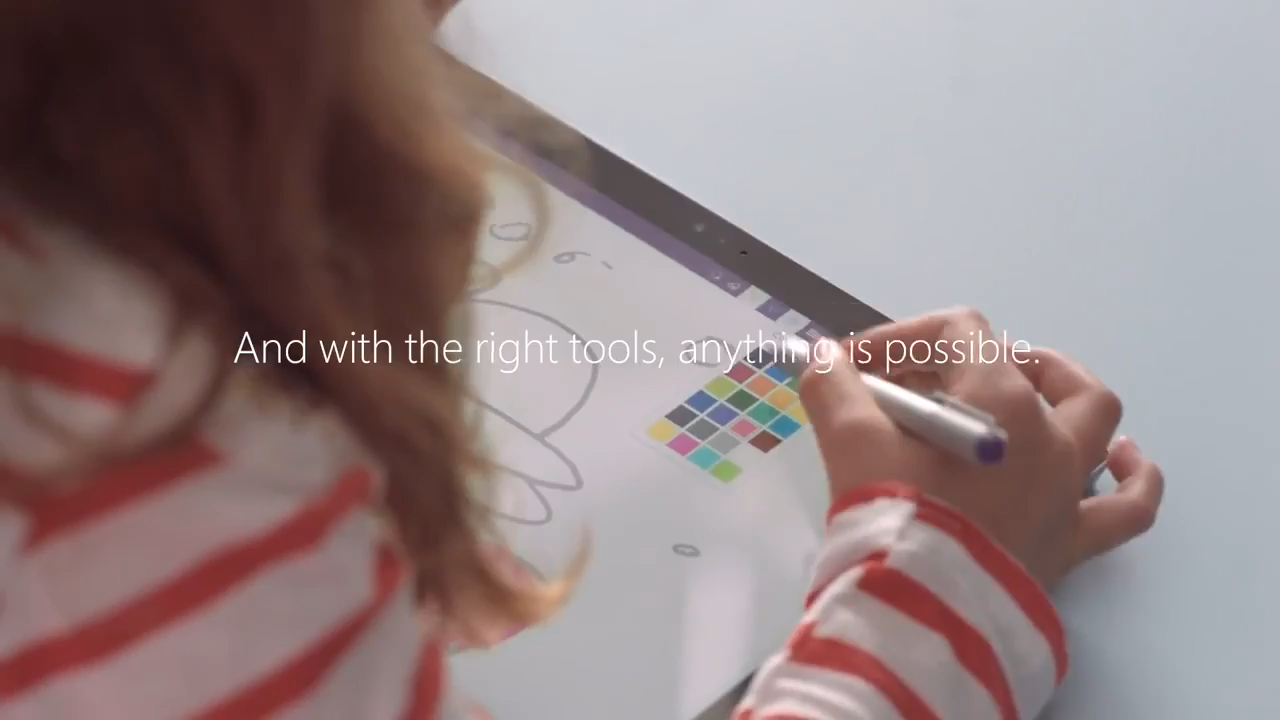 And with the right tools, anything is possible.